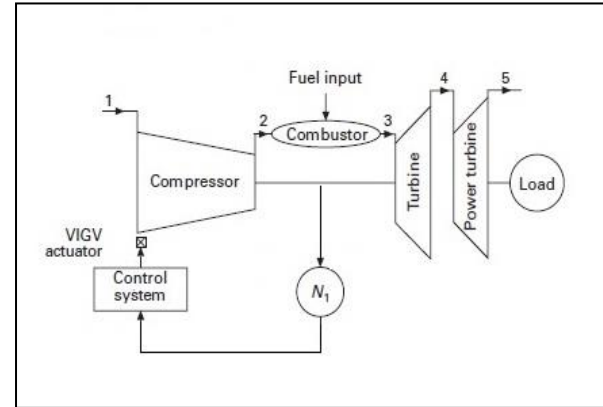 Fuel input
1
2
Combustor
3
4
5
Compressor
Turbine
Power turbine
Load
VIGV
actuator
Control
system
N1